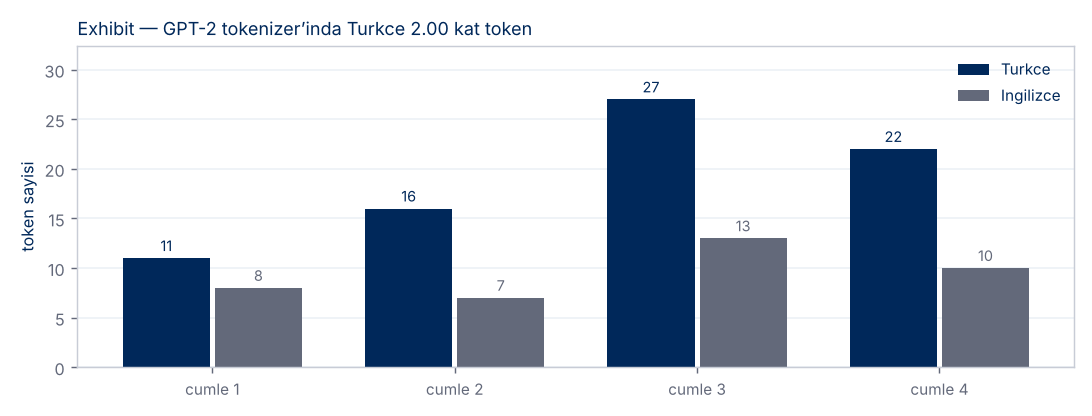 Exhibit — GPT-2 tokenizer’inda Turkce 2.00 kat token
Turkce
Ingilizce
token sayisi
30
25
20
15
10
5
0
11
8
16
7
27
13
22
10
cumle 1
cumle 2
cumle 3
cumle 4